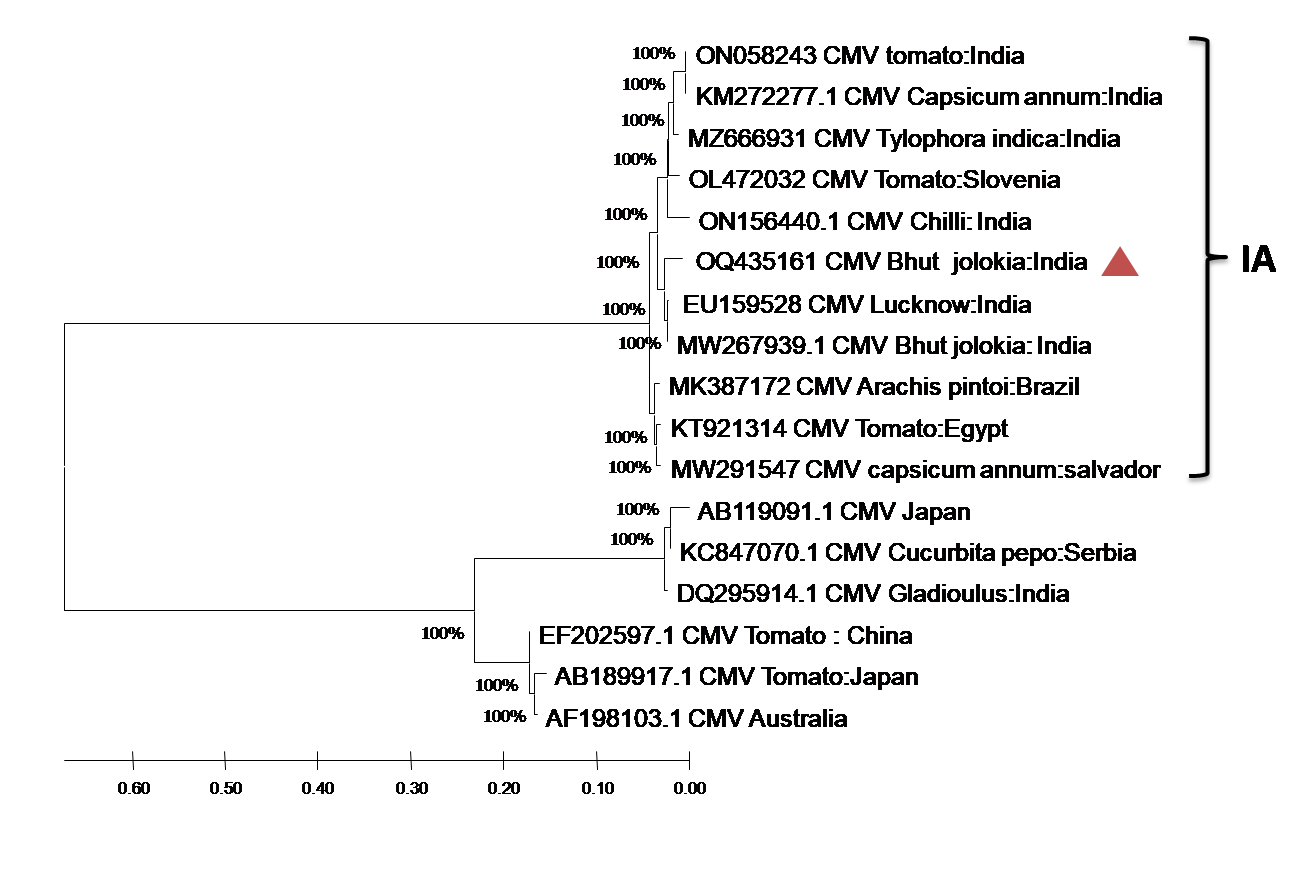 100% ON058243 CMV tomato:India
100% KM272277.1 CMV Capsicum annum:India
100% MZ666931 CMV Tylophora indica:India
100% OL472032 CMV Tomato:Slovenia
100% ON156440.1 CMV Chilli: India
100% OQ435161 CMV Bhut jolokia:India
IA
100% EU159528 CMV Lucknow:India
100% MW267939.1 CMV Bhut jolokia: India
MK387172 CMV Arachis pintoi:Brazil
100% KT921314 CMV Tomato:Egypt
100% MW291547 CMV capsicum annum:salvador
100% AB119091.1 CMV Japan
100% KC847070.1 CMV Cucurbita pepo:Serbia
DQ295914.1 CMV Gladioulus:India
100% EF202597.1 CMV Tomato : China
100% AB189917.1 CMV Tomato:Japan
100% AF198103.1 CMV Australia
0.60 0.50 0.40 0.30 0.20 0.10 0.00